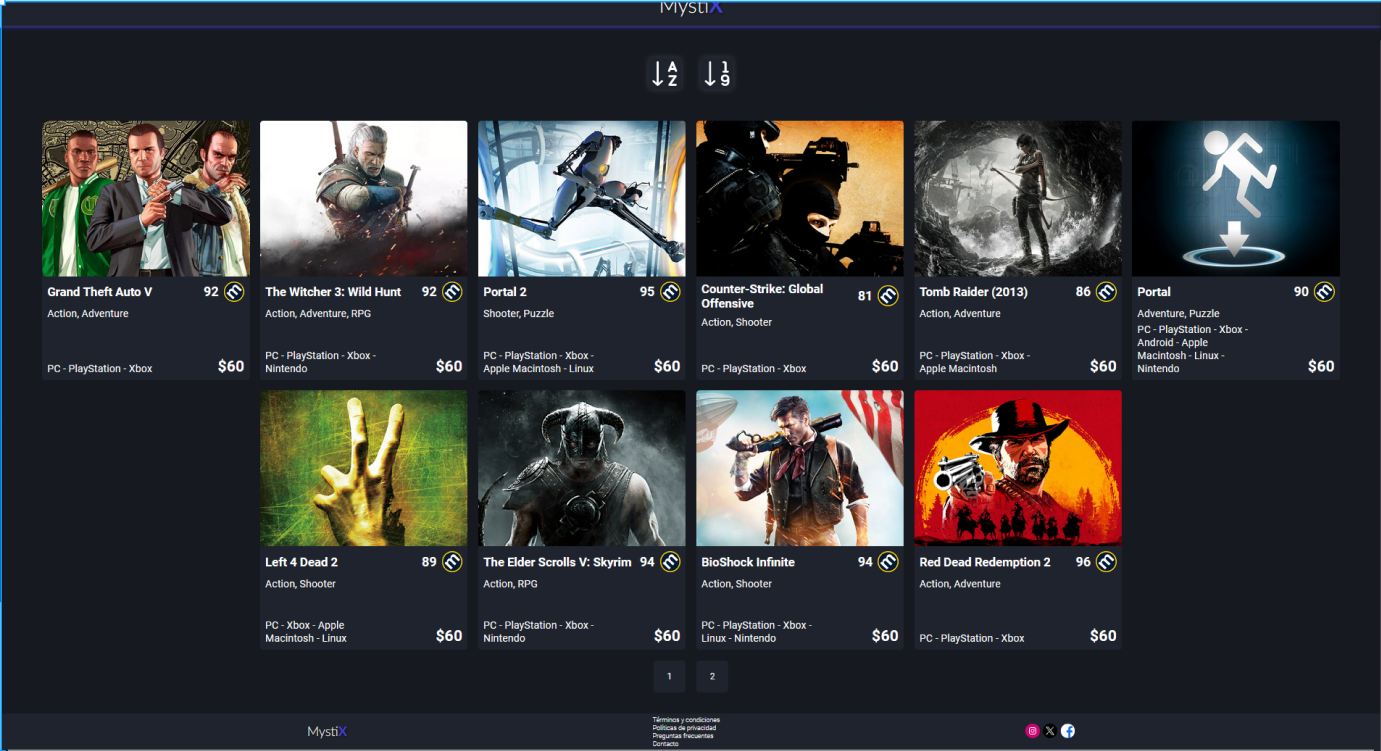 MystiX
A
Z
1
9
Grand Theft Auto V 92
Action, Adventure
PC - PlayStation - Xbox $60
The Witcher 3: Wild Hunt 92
Action, Adventure, RPG
PC - PlayStation - Xbox -
Nintendo $60
Portal 2 95
Shooter, Puzzle
PC - PlayStation - Xbox -
Apple Macintosh - Linux $60
Counter-Strike: Global
Offensive 81
Action, Shooter
PC - PlayStation - Xbox $60
Tomb Raider (2013) 86
Action, Adventure
PC - PlayStation - Xbox -
Apple Macintosh $60
Portal 90
Adventure, Puzzle
PC - PlayStation - Xbox -
Android - Apple
Macintosh - Linux -
Nintendo $60
Left 4 Dead 2 89
Action, Shooter
PC - Xbox - Apple
Macintosh - Linux $60
The Elder Scrolls V: Skyrim 94
Action, RPG
PC - PlayStation - Xbox -
Nintendo $60
BioShock Infinite 94
Action, Shooter
PC - PlayStation - Xbox -
Linux - Nintendo $60
Red Dead Redemption 2 96
Action, Adventure
PC - PlayStation - Xbox $60
1 2
MystiX
Términos y condiciones
Políticas de privacidad
Preguntas frecuentes
Contacto